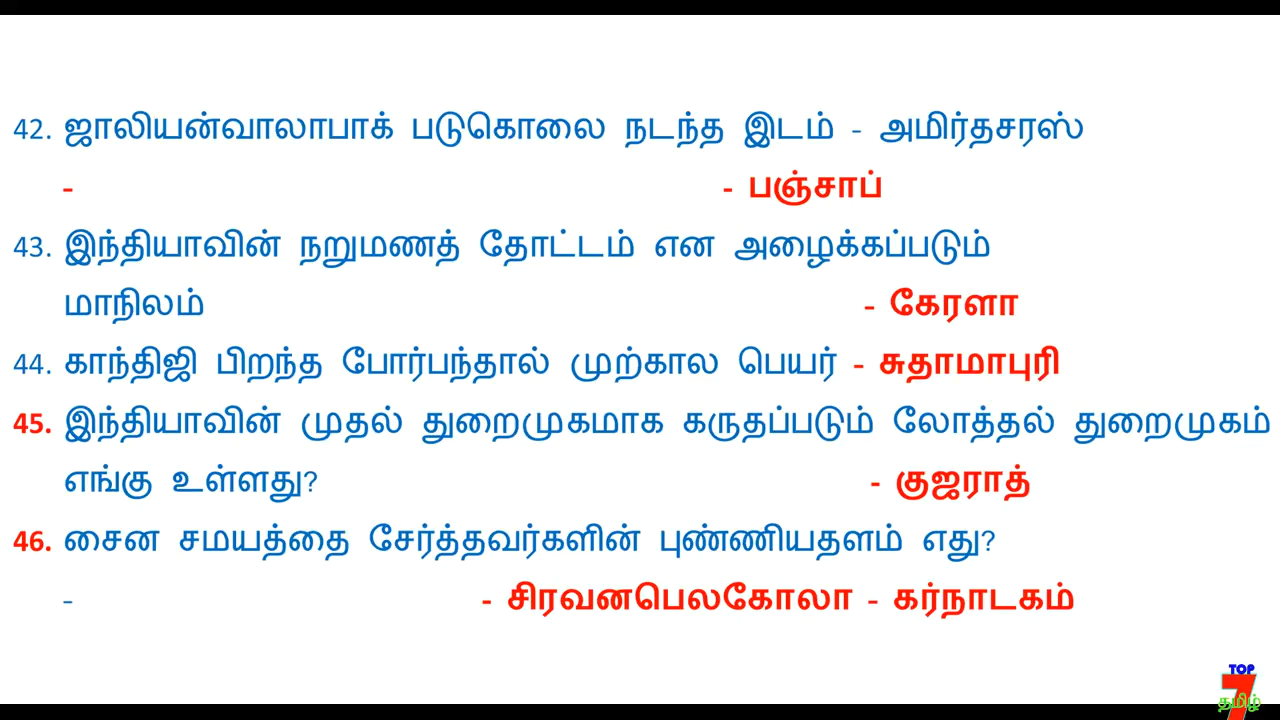 42. ஜாலியன்வாலாபாக் படுகொலை நடந்த இடம் - அமிர்தசரஸ்
- - பஞ்சாப்
43. இந்தியாவின் நறுமணத் தோட்டம் என அழைக்கப்படும்
மாநிலம் - கேரளா
44. காந்திஜி பிறந்த போர்பந்தால் முற்கால பெயர் - சுதாமாபுரி
45. இந்தியாவின் முதல் துறைமுகமாக கருதப்படும் லோத்தல் துறைமுகம்
எங்கு உள்ளது? - குஜராத்
46. சைன சமயத்தை சேர்த்தவர்களின் புண்ணியதளம் எது?
- - சிரவனபெலகோலா - கர்நாடகம்
TOP
7
தமிழ்